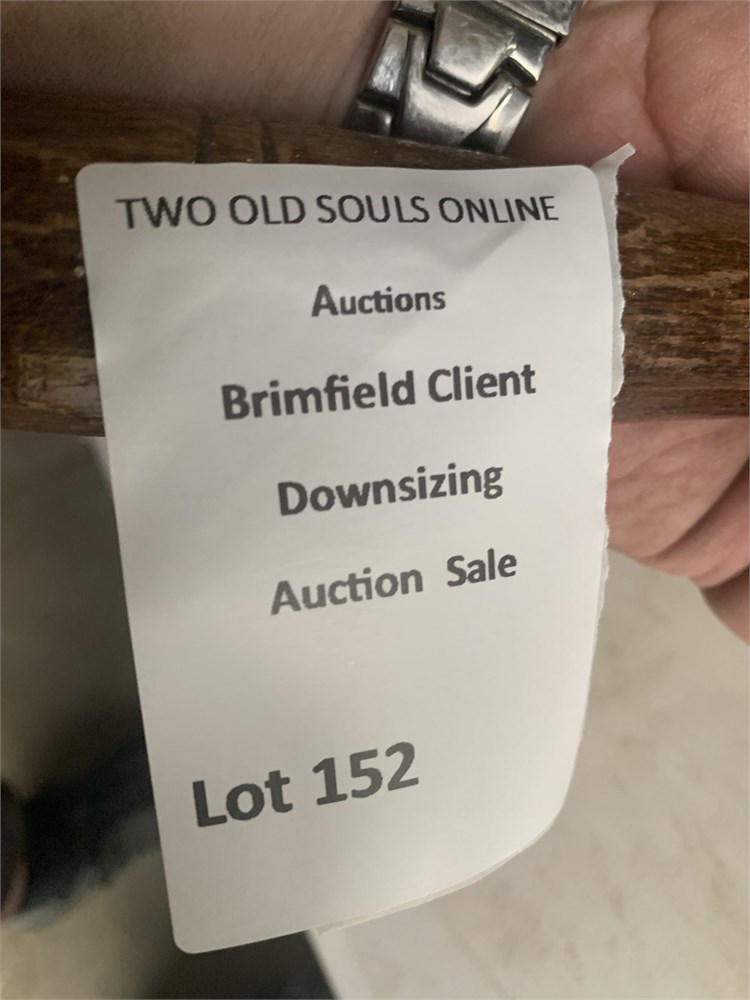 TWO OLD SOULS ONLINE
Auctions
Brimfield Client
Downsizing
Auction Sale
Lot 152